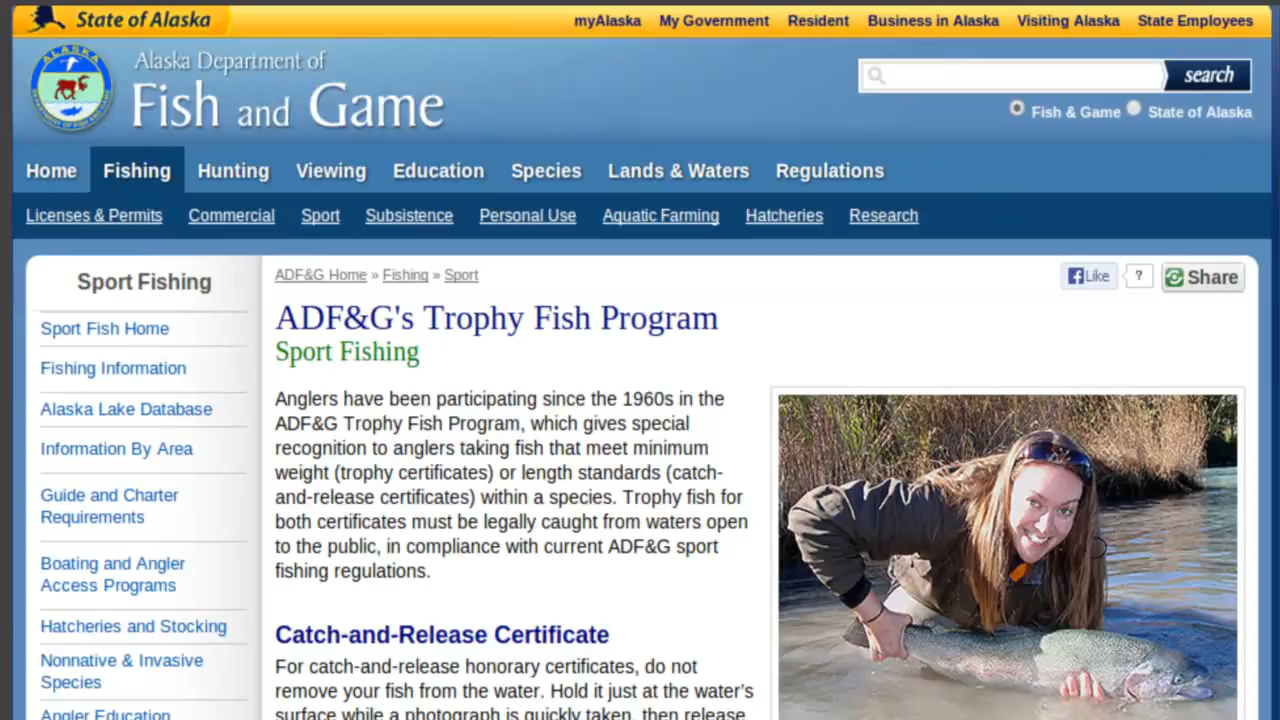 State of Alaska
myAlaska My Government Resident Business in Alaska Visiting Alaska State Employees
Alaska Department of
Fish and Game
search
Fish & Game State of Alaska
Home Fishing Hunting Viewing Education Species Lands & Waters Regulations
Licenses & Permits Commercial Sport Subsistence Personal Use Aquatic Farming Hatcheries Research
Sport Fishing
Sport Fish Home
Fishing Information
Alaska Lake Database
Information By Area
Guide and Charter
Requirements
Boating and Angler
Access Programs
Hatcheries and Stocking
Nonnative & Invasive
Species
Angler Education
ADF&G Home » Fishing » Sport
Like ? Share
ADF&G's Trophy Fish Program
Sport Fishing
Anglers have been participating since the 1960s in the
ADF&G Trophy Fish Program, which gives special
recognition to anglers taking fish that meet minimum
weight (trophy certificates) or length standards (catch-
and-release certificates) within a species. Trophy fish for
both certificates must be legally caught from waters open
to the public, in compliance with current ADF&G sport
fishing regulations.
Catch-and-Release Certificate
For catch-and-release honorary certificates, do not
remove your fish from the water. Hold it just at the water's
surface while a photograph is quickly taken, then release